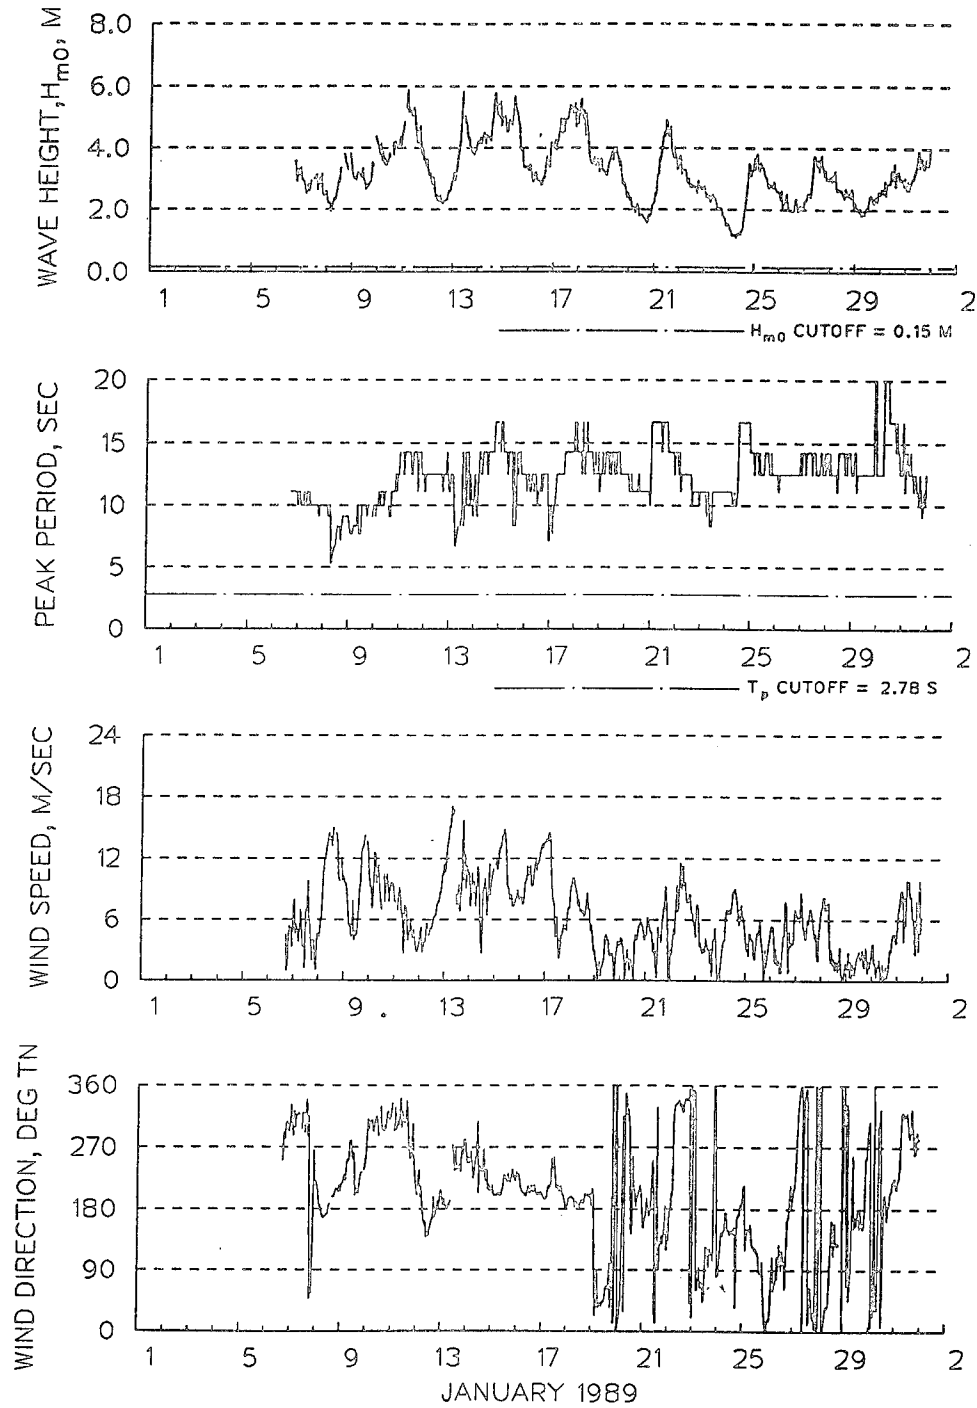 WAVE HEIGHT, Hm0, M
8.0
6.0
4.0
2.0
0.0
1 5 9 13 17 21 25 29 2
Hm0 CUTOFF = 0.15 M
PEAK PERIOD, SEC
20
15
10
5
0
1 5 9 13 17 21 25 29 2
Tp CUTOFF = 2.78 S
WIND SPEED, M/SEC
24
18
12
6
0
1 5 9 13 17 21 25 29 2
WIND DIRECTION, DEG TN
360
270
180
90
0
1 5 9 13 17 21 25 29 2
JANUARY 1989